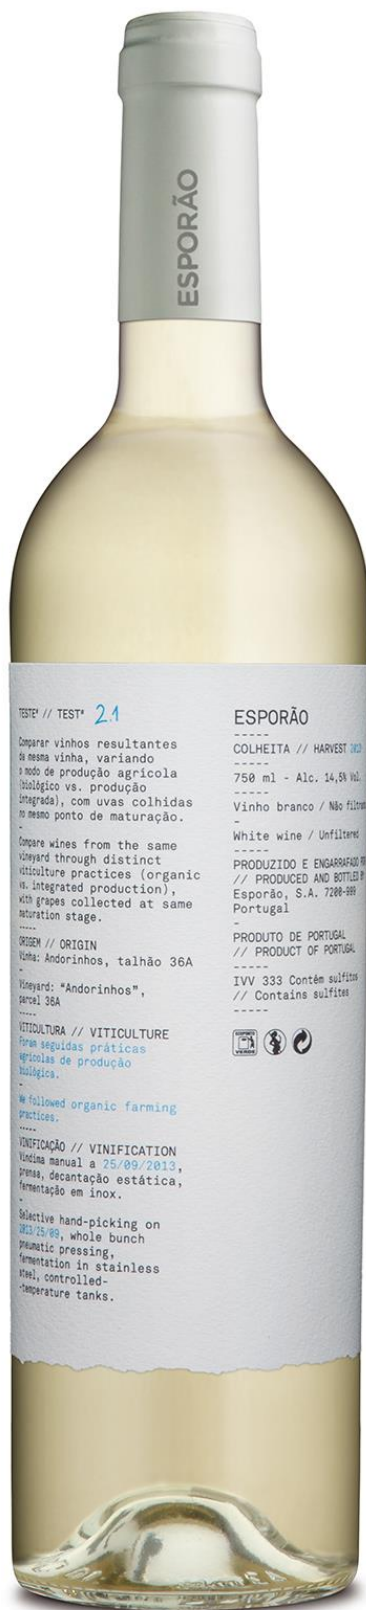 ESPORÃO
TESTEª // TESTª 2.1
-----
Comparar vinhos resultantes
da mesma vinha, variando
o modo de produção agrícola
(biológico vs. produção
integrada), com uvas colhidas
no mesmo ponto de maturação.
-
Compare wines from the same
vineyard through distinct
viticulture practices (organic
vs. integrated production),
with grapes collected at same
maturation stage.
-----
ORIGEM // ORIGIN
Vinha: Andorinhos, talhão 36A
-
Vineyard: “Andorinhos”,
parcel 36A
-----
VITICULTURA // VITICULTURE
Foram seguidas práticas
agrícolas de produção
biológica.
-
We followed organic farming
practices.
-----
VINIFICAÇÃO // VINIFICATION
Vindima manual a 25/09/2013,
prensa, decantação estática,
fermentação em inox.
-
Selective hand-picking on
2013/25/09, whole bunch
pneumatic pressing,
fermentation in stainless
steel, controlled-
-temperature tanks.
ESPORÃO
-----
COLHEITA // HARVEST 2013
-----
750 ml - Alc. 14,5% Vol.
-----
Vinho branco / Não filtrado
-
White wine / Unfiltered
-----
PRODUZIDO E ENGARRAFADO POR
// PRODUCED AND BOTTLED BY
Esporão, S.A. 7200-999
Portugal
-
PRODUTO DE PORTUGAL
// PRODUCT OF PORTUGAL
-----
IVV 333 Contém sulfitos
// Contains sulfites
-----
VERDE